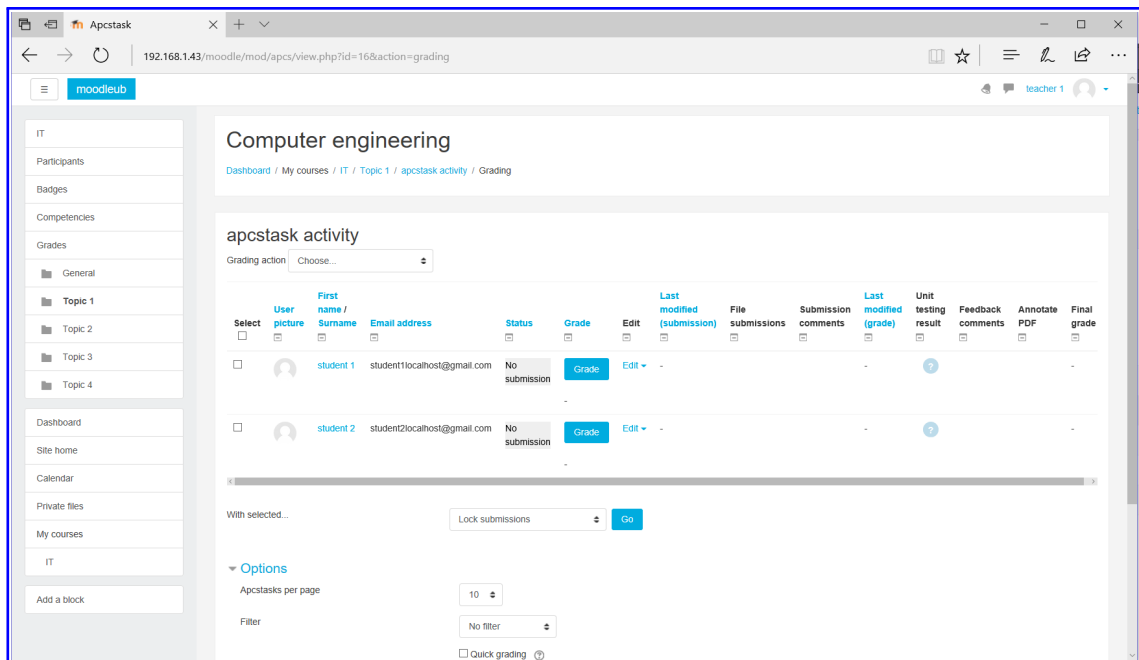 Apcstask
192.168.1.43/moodle/mod/apcs/view.php?id=16&action=grading
moodleub
teacher 1
IT
Participants
Badges
Competencies
Grades
General
Topic 1
Topic 2
Topic 3
Topic 4
Dashboard
Site home
Calendar
Private files
My courses
IT
Add a block
Computer engineering
Dashboard / My courses / IT / Topic 1 / apcstask activity / Grading
apcstask activity
Grading action Choose...
Select User picture First name / Surname Email address Status Grade Edit Last modified (submission) File submissions Submission comments Last modified (grade) Unit testing result Feedback comments Annotate PDF Final grade
student 1 student1localhost@gmail.com No submission Grade Edit - - ? -
-
student 2 student2localhost@gmail.com No submission Grade Edit - - ? -
-
With selected... Lock submissions Go
Options
Apcstasks per page 10
Filter No filter
Quick grading ?